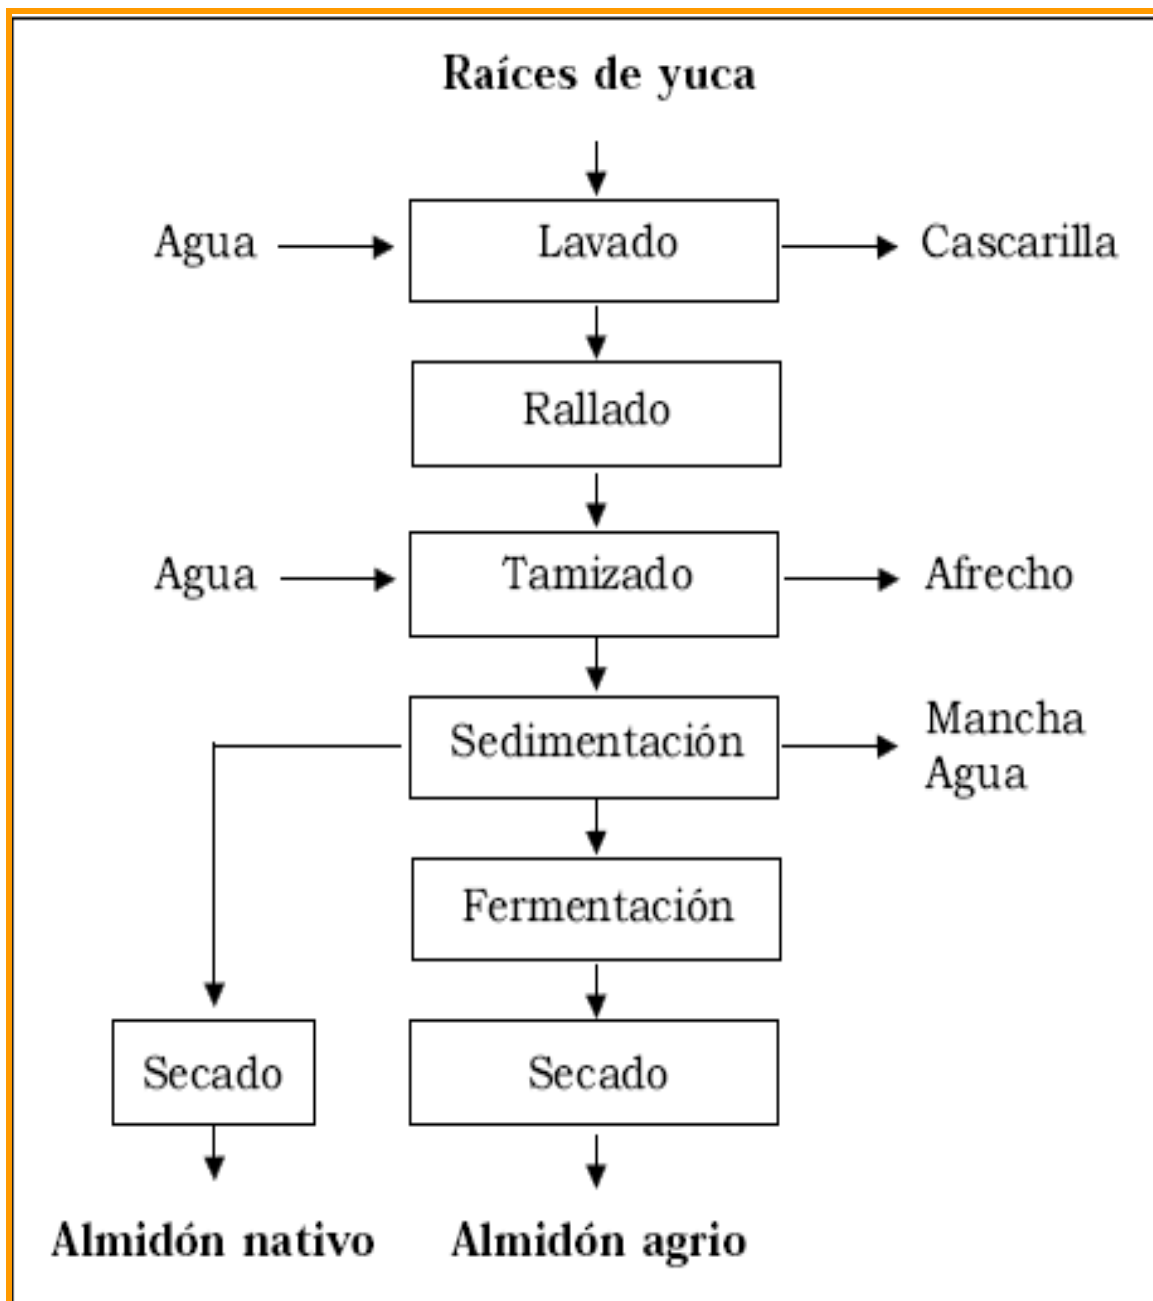 Raíces de yuca
Agua
Lavado
Cascarilla
Rallado
Agua
Tamizado
Afrecho
Sedimentación
Mancha
Agua
Fermentación
Secado
Secado
Almidón nativo
Almidón agrio